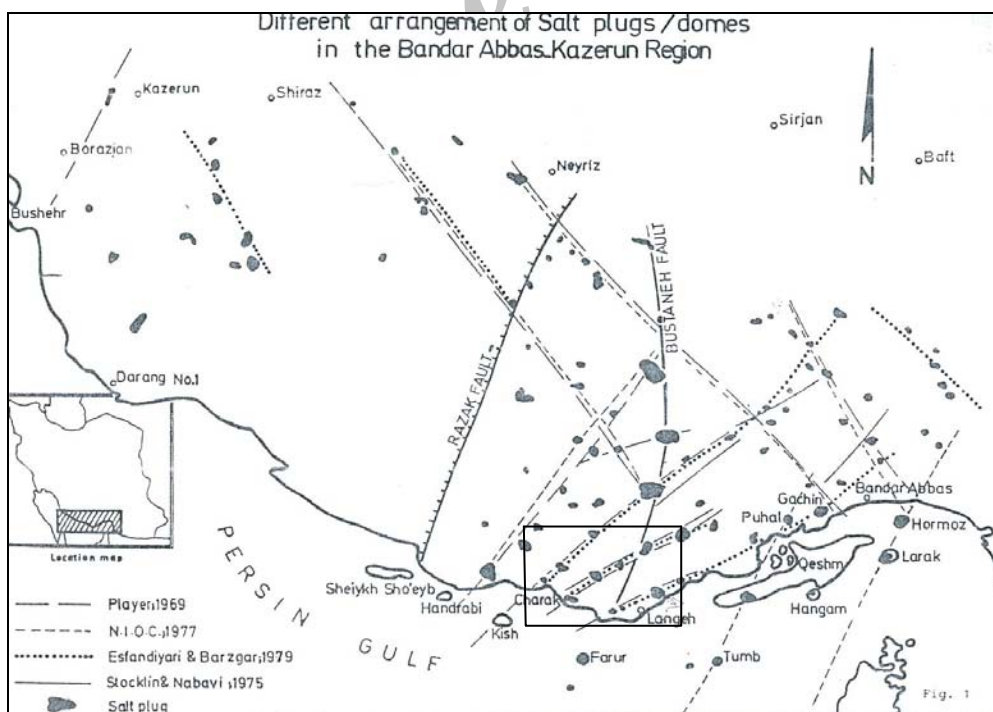 Different arrangement of Salt plugs/domes
in the Bandar Abbas-Kazerun Region
Kazerun
Shiraz
Sirjan
Borazjan
Neyriz
Baft
N
Bushehr
BUSTANEH FAULT
RAZAK FAULT
Darang No.1
Bandar Abbas
Gachin
Puhal
Hormoz
Location map
PERSIN GULF
Qeshm
Larak
Sheiykh Sho'eyb
Handrabi
Charak
Langeh
Hangam
Kish
Farur
Tumb
Player,1969
N.I.O.C.,1977
Esfandiyari & Barzgar,1979
Stocklin& Nabavi ,1975
Salt plug
Fig. 1